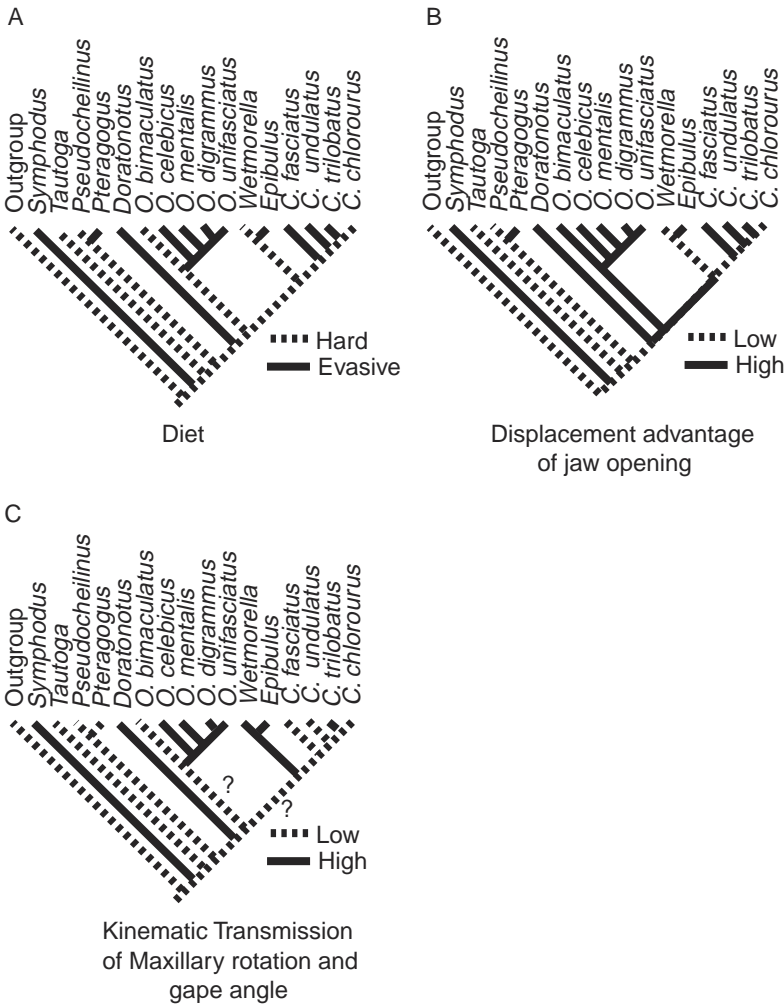 A
Outgroup
Symphodus
Tautoga
Pseudocheilinus
Pteragogus
Doratonotus
O. bimaculatus
O. celebicus
O. mentalis
O. digrammus
O. unifasciatus
Wetmorella
Epibulus
C. fasciatus
C. undulatus
C. trilobatus
C. chlorourus
Hard
Evasive
Diet
B
Outgroup
Symphodus
Tautoga
Pseudocheilinus
Pteragogus
Doratonotus
O. bimaculatus
O. celebicus
O. mentalis
O. digrammus
O. unifasciatus
Wetmorella
Epibulus
C. fasciatus
C. undulatus
C. trilobatus
C. chlorourus
Low
High
Displacement advantage
of jaw opening
C
Outgroup
Symphodus
Tautoga
Pseudocheilinus
Pteragogus
Doratonotus
O. bimaculatus
O. celebicus
O. mentalis
O. digrammus
O. unifasciatus
Wetmorella
Epibulus
C. fasciatus
C. undulatus
C. trilobatus
C. chlorourus
?
?
Low
High
Kinematic Transmission
of Maxillary rotation and
gape angle